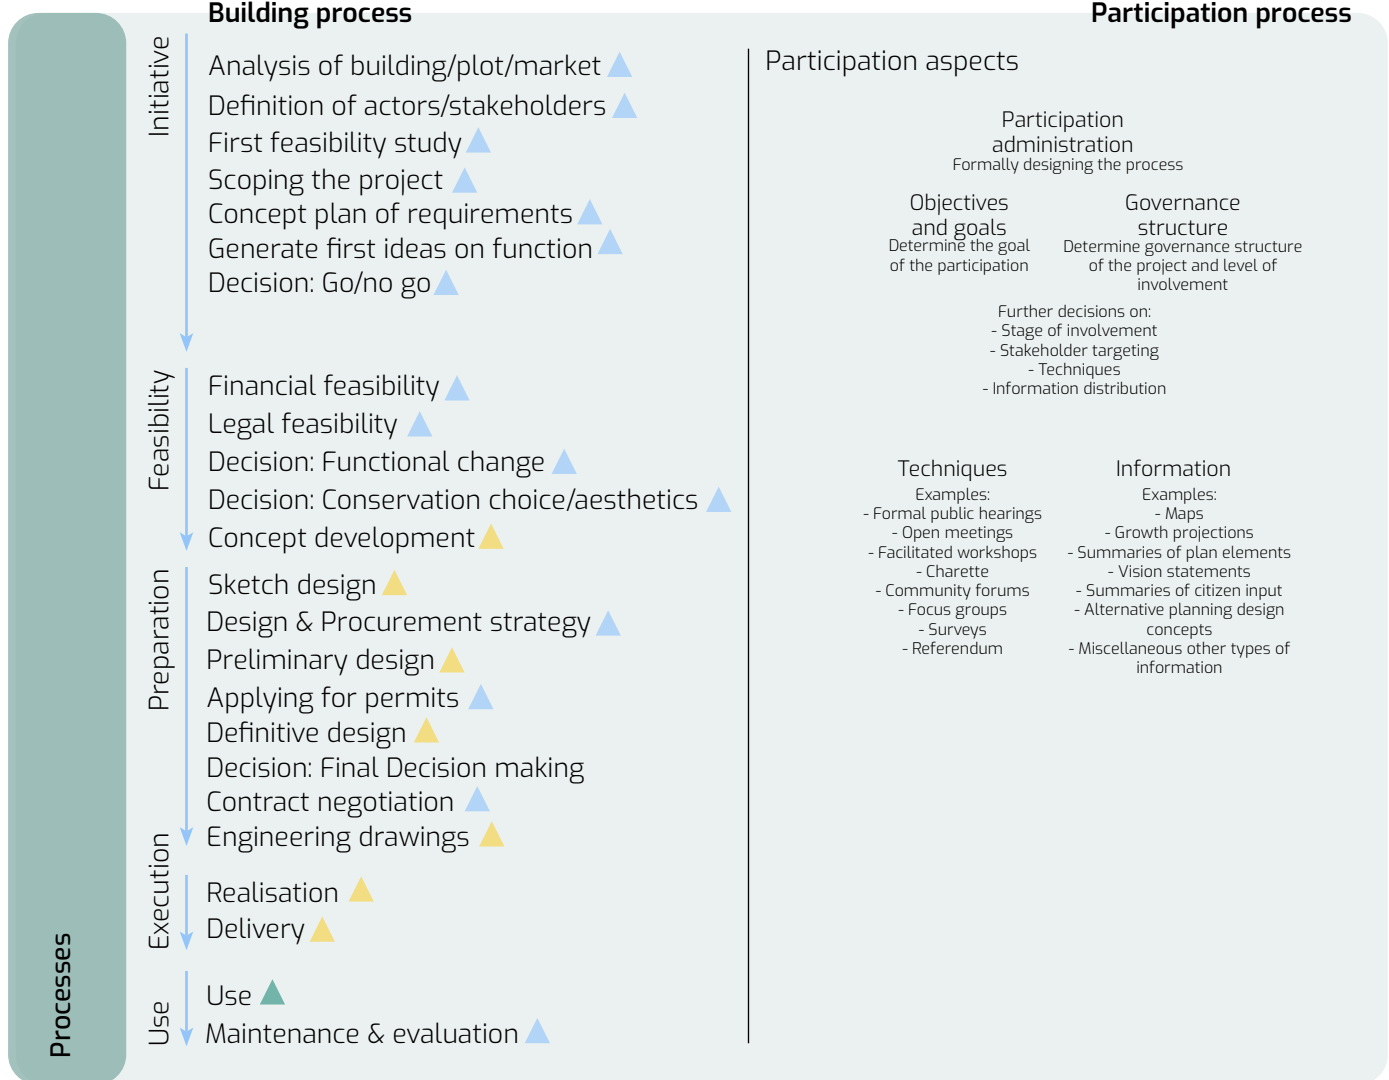 Building process
Participation process
Processes
Initiative
Analysis of building/plot/market
Definition of actors/stakeholders
First feasibility study
Scoping the project
Concept plan of requirements
Generate first ideas on function
Decision: Go/no go
Feasibility
Financial feasibility
Legal feasibility
Decision: Functional change
Decision: Conservation choice/aesthetics
Concept development
Preparation
Sketch design
Design & Procurement strategy
Preliminary design
Applying for permits
Definitive design
Decision: Final Decision making
Contract negotiation
Engineering drawings
Execution
Realisation
Delivery
Use
Use
Maintenance & evaluation
Participation aspects
Participation
administration
Formally designing the process
Objectives
and goals
Determine the goal
of the participation
Governance
structure
Determine governance structure
of the project and level of
involvement
Further decisions on:
- Stage of involvement
- Stakeholder targeting
- Techniques
- Information distribution
Techniques
Examples:
- Formal public hearings
- Open meetings
- Facilitated workshops
- Charette
- Community forums
- Focus groups
- Surveys
- Referendum
Information
Examples:
- Maps
- Growth projections
- Summaries of plan elements
- Vision statements
- Summaries of citizen input
- Alternative planning design
concepts
- Miscellaneous other types of
information